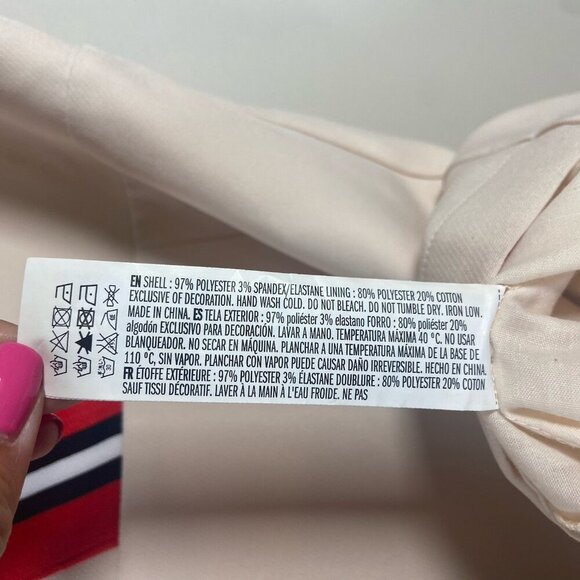 EN SHELL : 97% POLYESTER 3% SPANDEX/ELASTANE LINING : 80% POLYESTER 20% COTTON
EXCLUSIVE OF DECORATION. HAND WASH COLD. DO NOT BLEACH. DO NOT TUMBLE DRY. IRON LOW.
MADE IN CHINA. ES TELA EXTERIOR : 97% poliéster 3% elastano FORRO : 80% poliéster 20%
algodón EXCLUSIVO PARA DECORACIÓN. LAVAR A MANO. TEMPERATURA MÁXIMA 40 °C. NO USAR
BLANQUEADOR. NO SECAR EN MÁQUINA. PLANCHAR A UNA TEMPERATURA MÁXIMA DE LA BASE DE
110 °C, SIN VAPOR. PLANCHAR CON VAPOR PUEDE CAUSAR DAÑO IRREVERSIBLE. HECHO EN CHINA.
FR ÉTOFFE EXTÉRIEURE : 97% POLYESTER 3% ÉLASTANE DOUBLURE : 80% POLYESTER 20% COTON
SAUF TISSU DÉCORATIF. LAVER À LA MAIN À L'EAU FROIDE. NE PAS